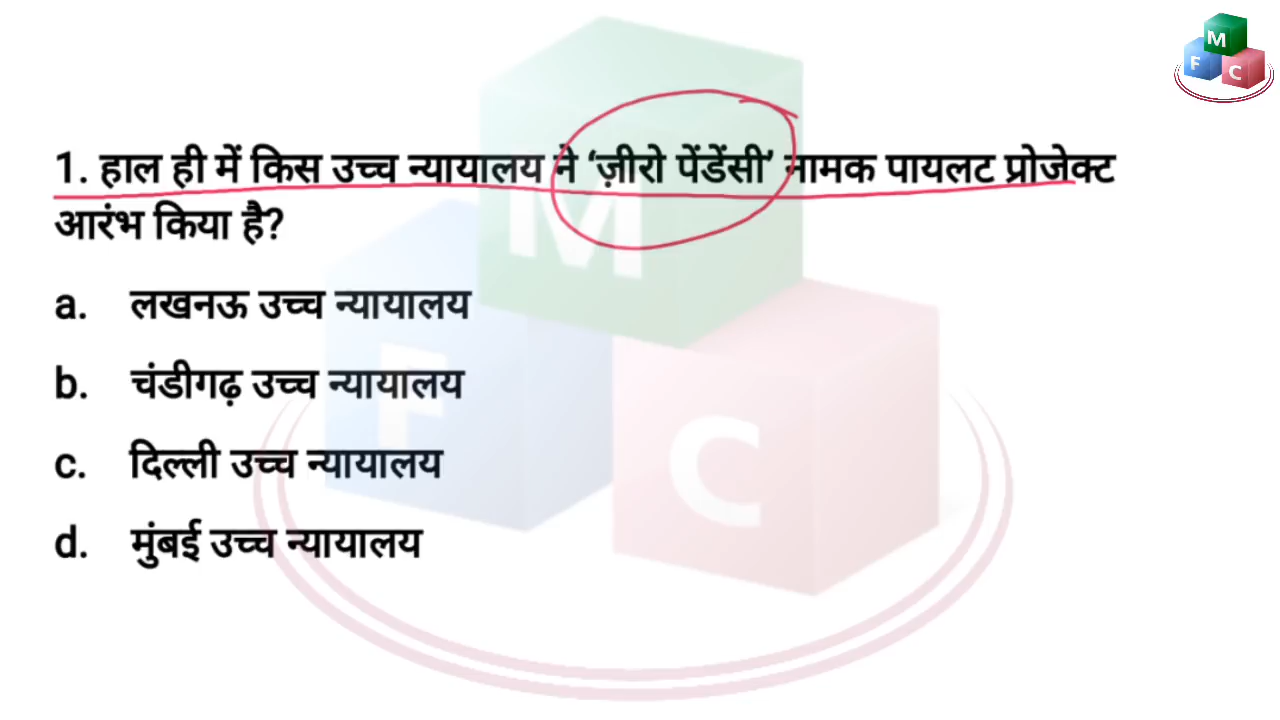 M
F
C
1. हाल ही में किस उच्च न्यायालय ने ‘ज़ीरो पेंडेंसी’ नामक पायलट प्रोजेक्ट
आरंभ किया है?
a. लखनऊ उच्च न्यायालय
b. चंडीगढ़ उच्च न्यायालय
c. दिल्ली उच्च न्यायालय
d. मुंबई उच्च न्यायालय
M
F
C